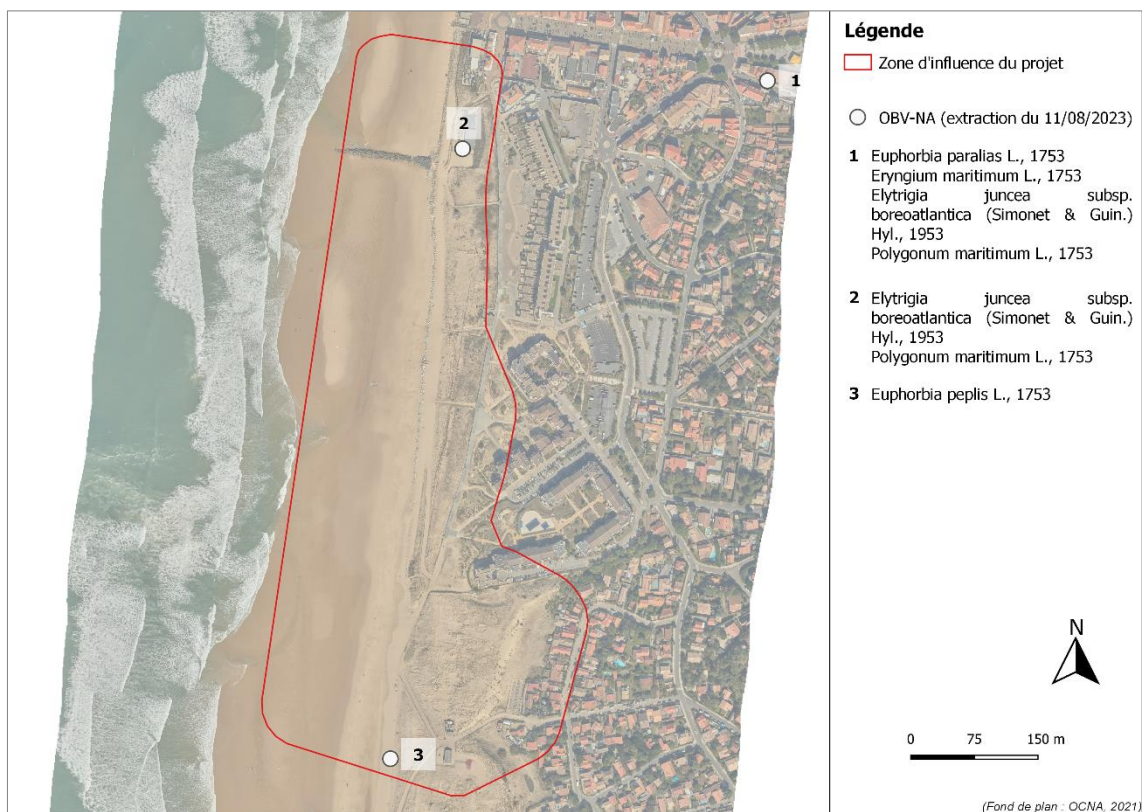 Légende
Zone d'influence du projet
OBV-NA (extraction du 11/08/2023)
1 Euphorbia paralias L., 1753
Eryngium maritimum L., 1753
Elytrigia juncea subsp.
boreoatlantica (Simonet & Guin.)
Hyl., 1953
Polygonum maritimum L., 1753
2 Elytrigia juncea subsp.
boreoatlantica (Simonet & Guin.)
Hyl., 1953
Polygonum maritimum L., 1753
3 Euphorbia peplis L., 1753
1
2
3
N
0 75 150 m
(Fond de plan : OCNA, 2021)